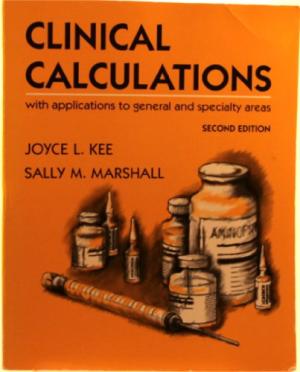 CLINICAL
CALCULATIONS
with applications to general and specialty areas
SECOND EDITION
JOYCE L. KEE
SALLY M. MARSHALL